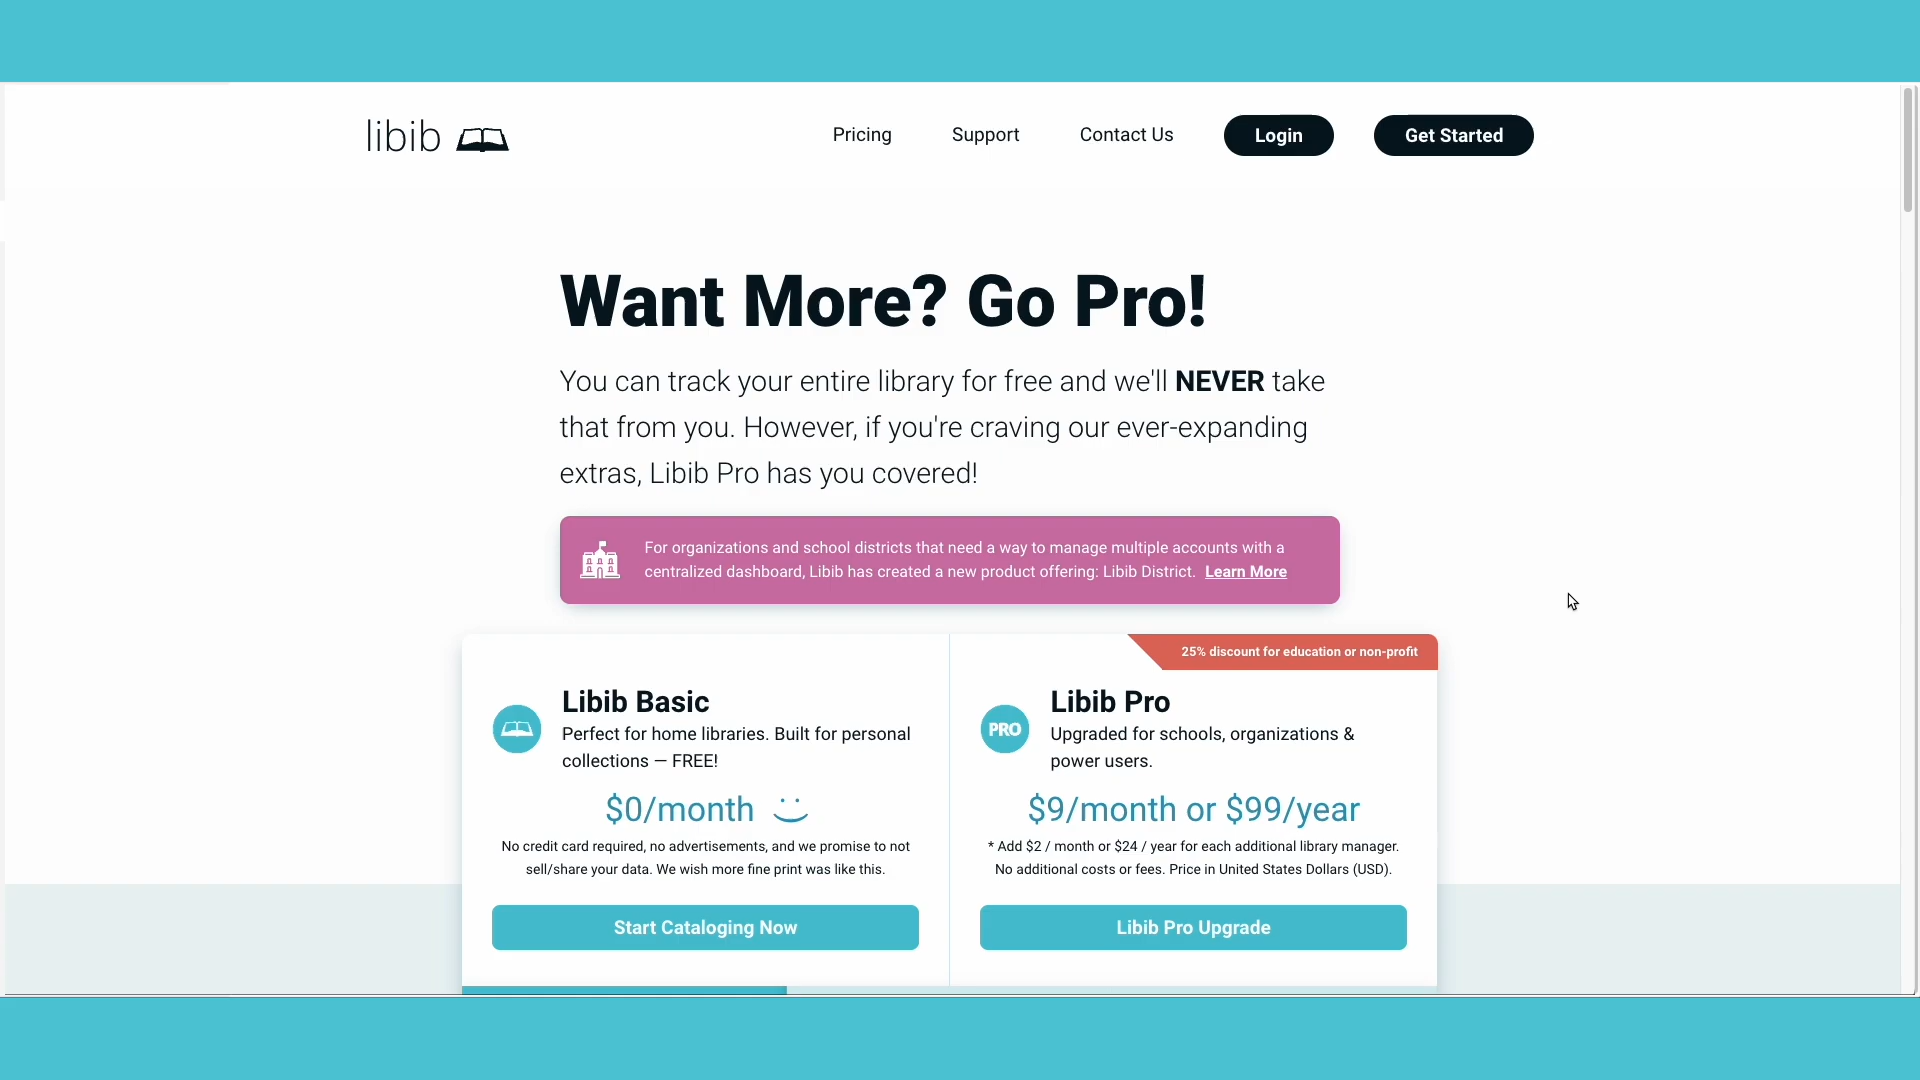 libib
Pricing
Support
Contact Us
Login
Get Started
Want More? Go Pro!
You can track your entire library for free and we'll NEVER take
that from you. However, if you're craving our ever-expanding
extras, Libib Pro has you covered!
For organizations and school districts that need a way to manage multiple accounts with a
centralized dashboard, Libib has created a new product offering: Libib District. Learn More
Libib Basic
Perfect for home libraries. Built for personal
collections — FREE!
$0/month
No credit card required, no advertisements, and we promise to not
sell/share your data. We wish more fine print was like this.
Start Cataloging Now
25% discount for education or non-profit
PRO
Libib Pro
Upgraded for schools, organizations &
power users.
$9/month or $99/year
* Add $2 / month or $24 / year for each additional library manager.
No additional costs or fees. Price in United States Dollars (USD).
Libib Pro Upgrade